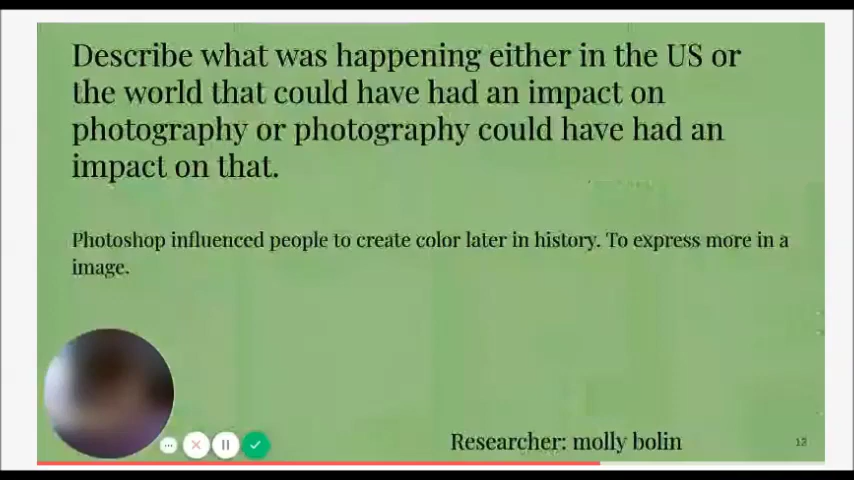 Describe what was happening either in the US or
the world that could have had an impact on
photography or photography could have had an
impact on that.
Photoshop influenced people to create color later in history. To express more in a
image.
Researcher: molly bolin
12